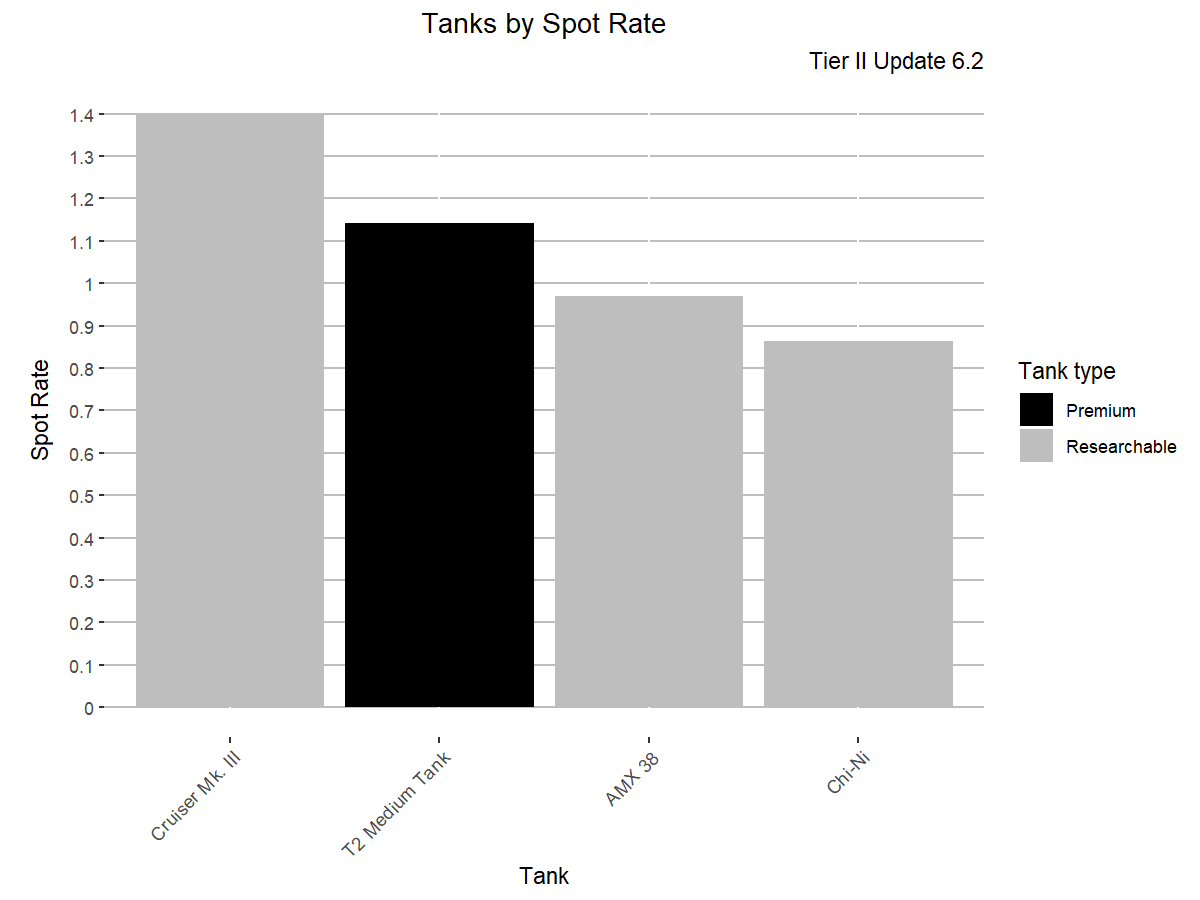 Tanks by Spot Rate
Tier II Update 6.2
1.4
1.3
1.2
1.1
1
0.9
0.8
0.7
0.6
0.5
0.4
0.3
0.2
0.1
0
Spot Rate
Cruiser Mk. III
T2 Medium Tank
AMX 38
Chi-Ni
Tank
Tank type
Premium
Researchable